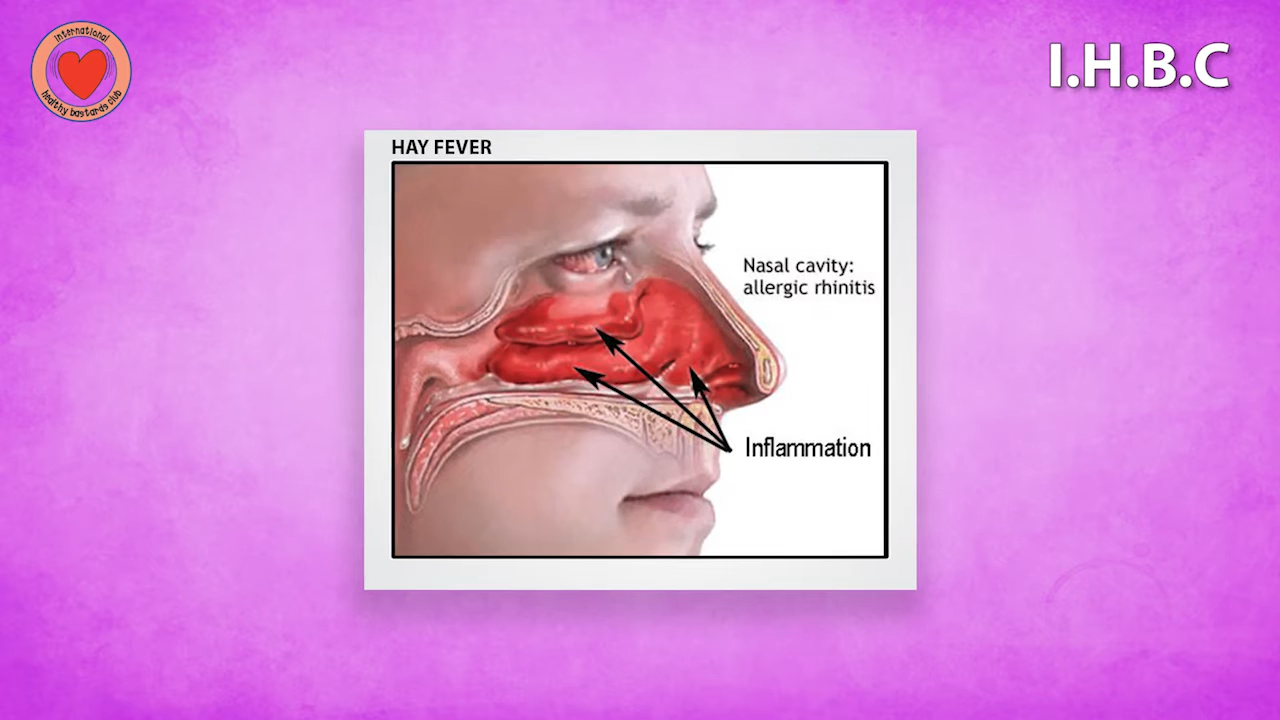 international
healthy bastards club
I.H.B.C
HAY FEVER
Nasal cavity:
allergic rhinitis
Inflammation